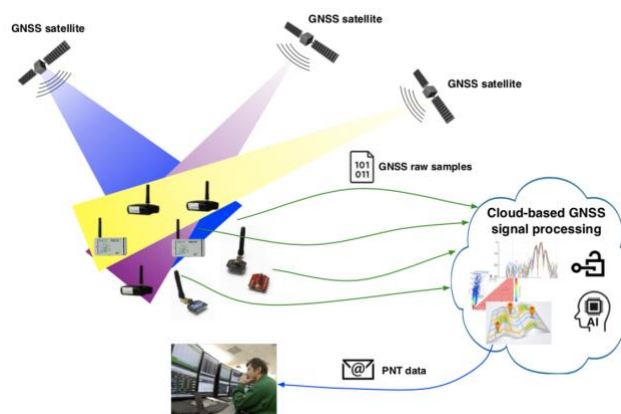 GNSS satellite
GNSS satellite
GNSS satellite
101
011
GNSS raw samples
Cloud-based GNSS
signal processing
AI
@
PNT data